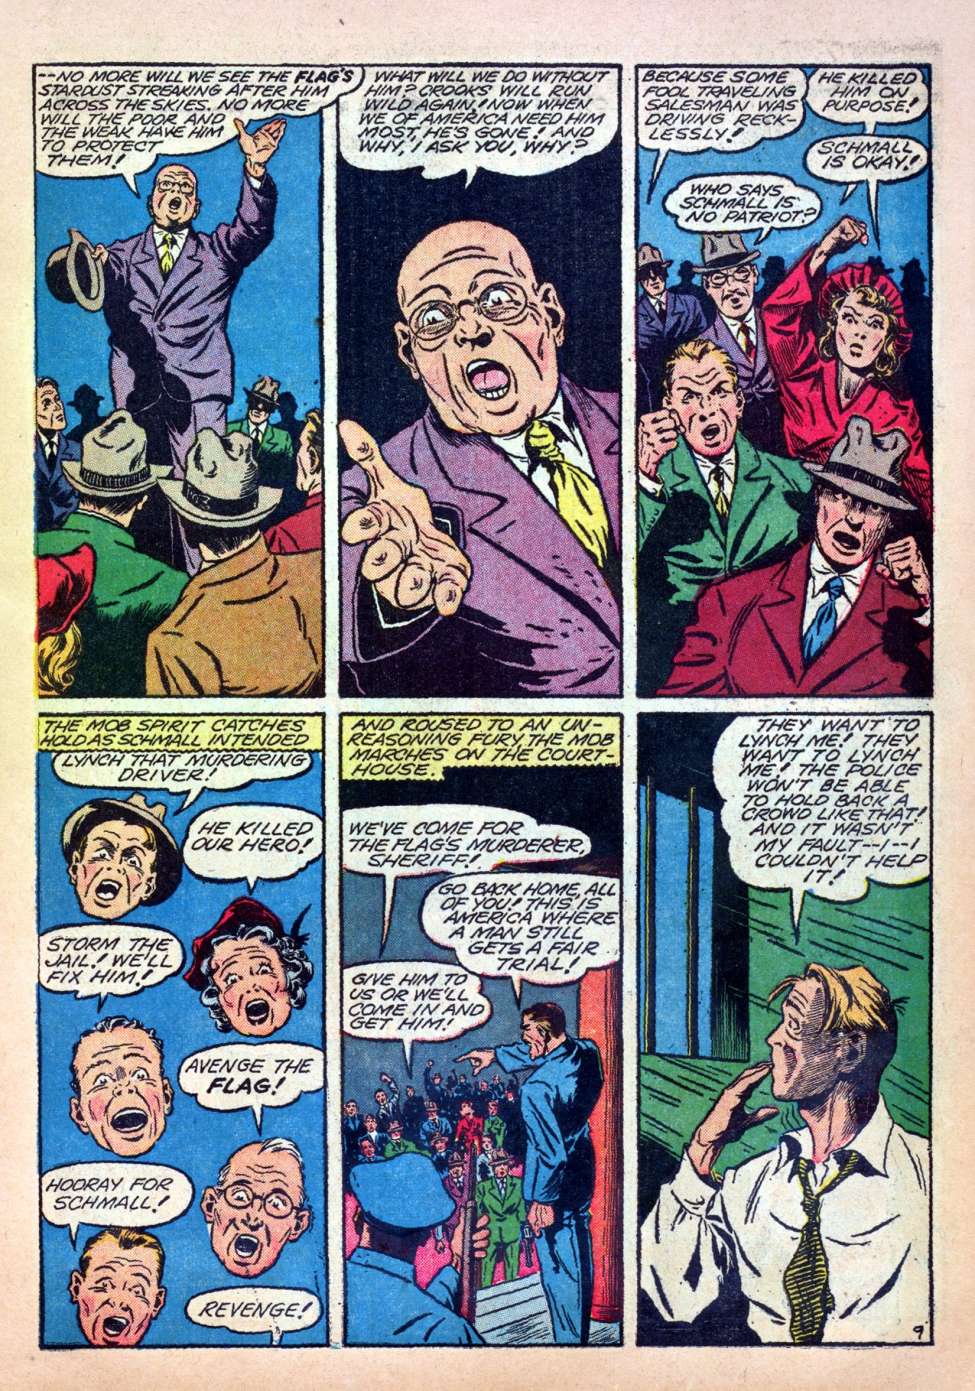 --NO MORE WILL WE SEE THE FLAG'S
STARDUST STREAKING AFTER HIM
ACROSS THE SKIES. NO MORE
WILL THE POOR AND
THE WEAK HAVE HIM
TO PROTECT
THEM!
WHAT WILL WE DO WITHOUT
HIM? CROOKS WILL RUN
WILD AGAIN! NOW WHEN
WE OF AMERICA NEED HIM
MOST, HE'S GONE! AND
WHY, I ASK YOU, WHY?
BECAUSE SOME
FOOL TRAVELING
SALESMAN WAS
DRIVING RECK-
LESSLY!
HE KILLED
HIM ON
PURPOSE!
WHO SAYS
SCHMALL IS
NO PATRIOT?
SCHMALL
IS OKAY!
THE MOB SPIRIT CATCHES
HOLD AS SCHMALL INTENDED
LYNCH THAT MURDERING
DRIVER!
HE KILLED
OUR HERO!
STORM THE
JAIL! WE'LL
FIX HIM!
AVENGE THE
FLAG!
HOORAY FOR
SCHMALL!
REVENGE!
AND ROUSED TO AN UN-
REASONING FURY, THE MOB
MARCHES ON THE COURT-
HOUSE.
WE'VE COME FOR
THE FLAG'S MURDERER,
SHERIFF!
GO BACK HOME, ALL
OF YOU! THIS IS
AMERICA WHERE
A MAN STILL
GETS A FAIR
TRIAL!
GIVE HIM TO
US OR WE'LL
COME IN AND
GET HIM!
THEY WANT TO
LYNCH ME! THEY
WANT TO LYNCH
ME! THE POLICE
WON'T BE ABLE
TO HOLD BACK A
CROWD LIKE THAT!
AND IT WASN'T
MY FAULT--I--I
COULDN'T HELP
IT!
9